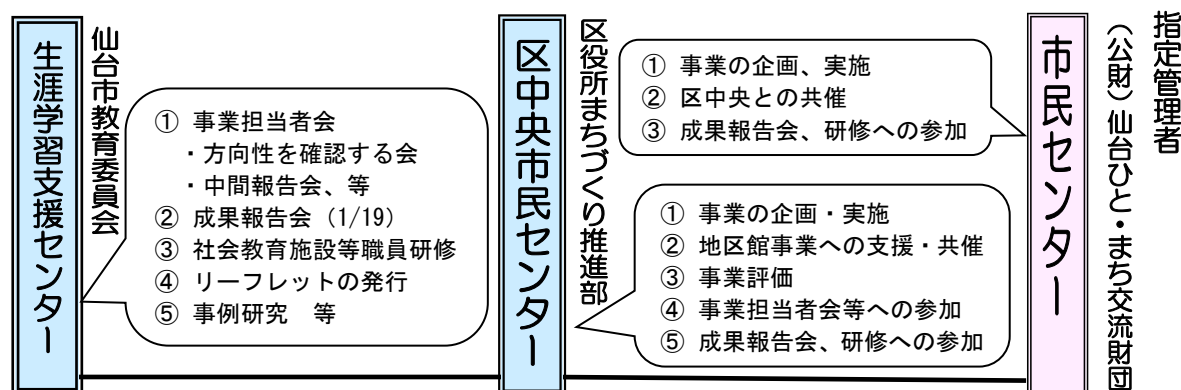 生涯学習支援センター
仙台市教育委員会
① 事業担当者会
・方向性を確認する会
・中間報告会、等
② 成果報告会（1/19）
③ 社会教育施設等職員研修
④ リーフレットの発行
⑤ 事例研究　等
区中央市民センター
区役所まちづくり推進部
① 事業の企画、実施
② 区中央との共催
③ 成果報告会、研修への参加
① 事業の企画・実施
② 地区館事業への支援・共催
③ 事業評価
④ 事業担当者会等への参加
⑤ 成果報告会、研修への参加
市民センター
指定管理者
（公財）仙台ひと・まち交流財団